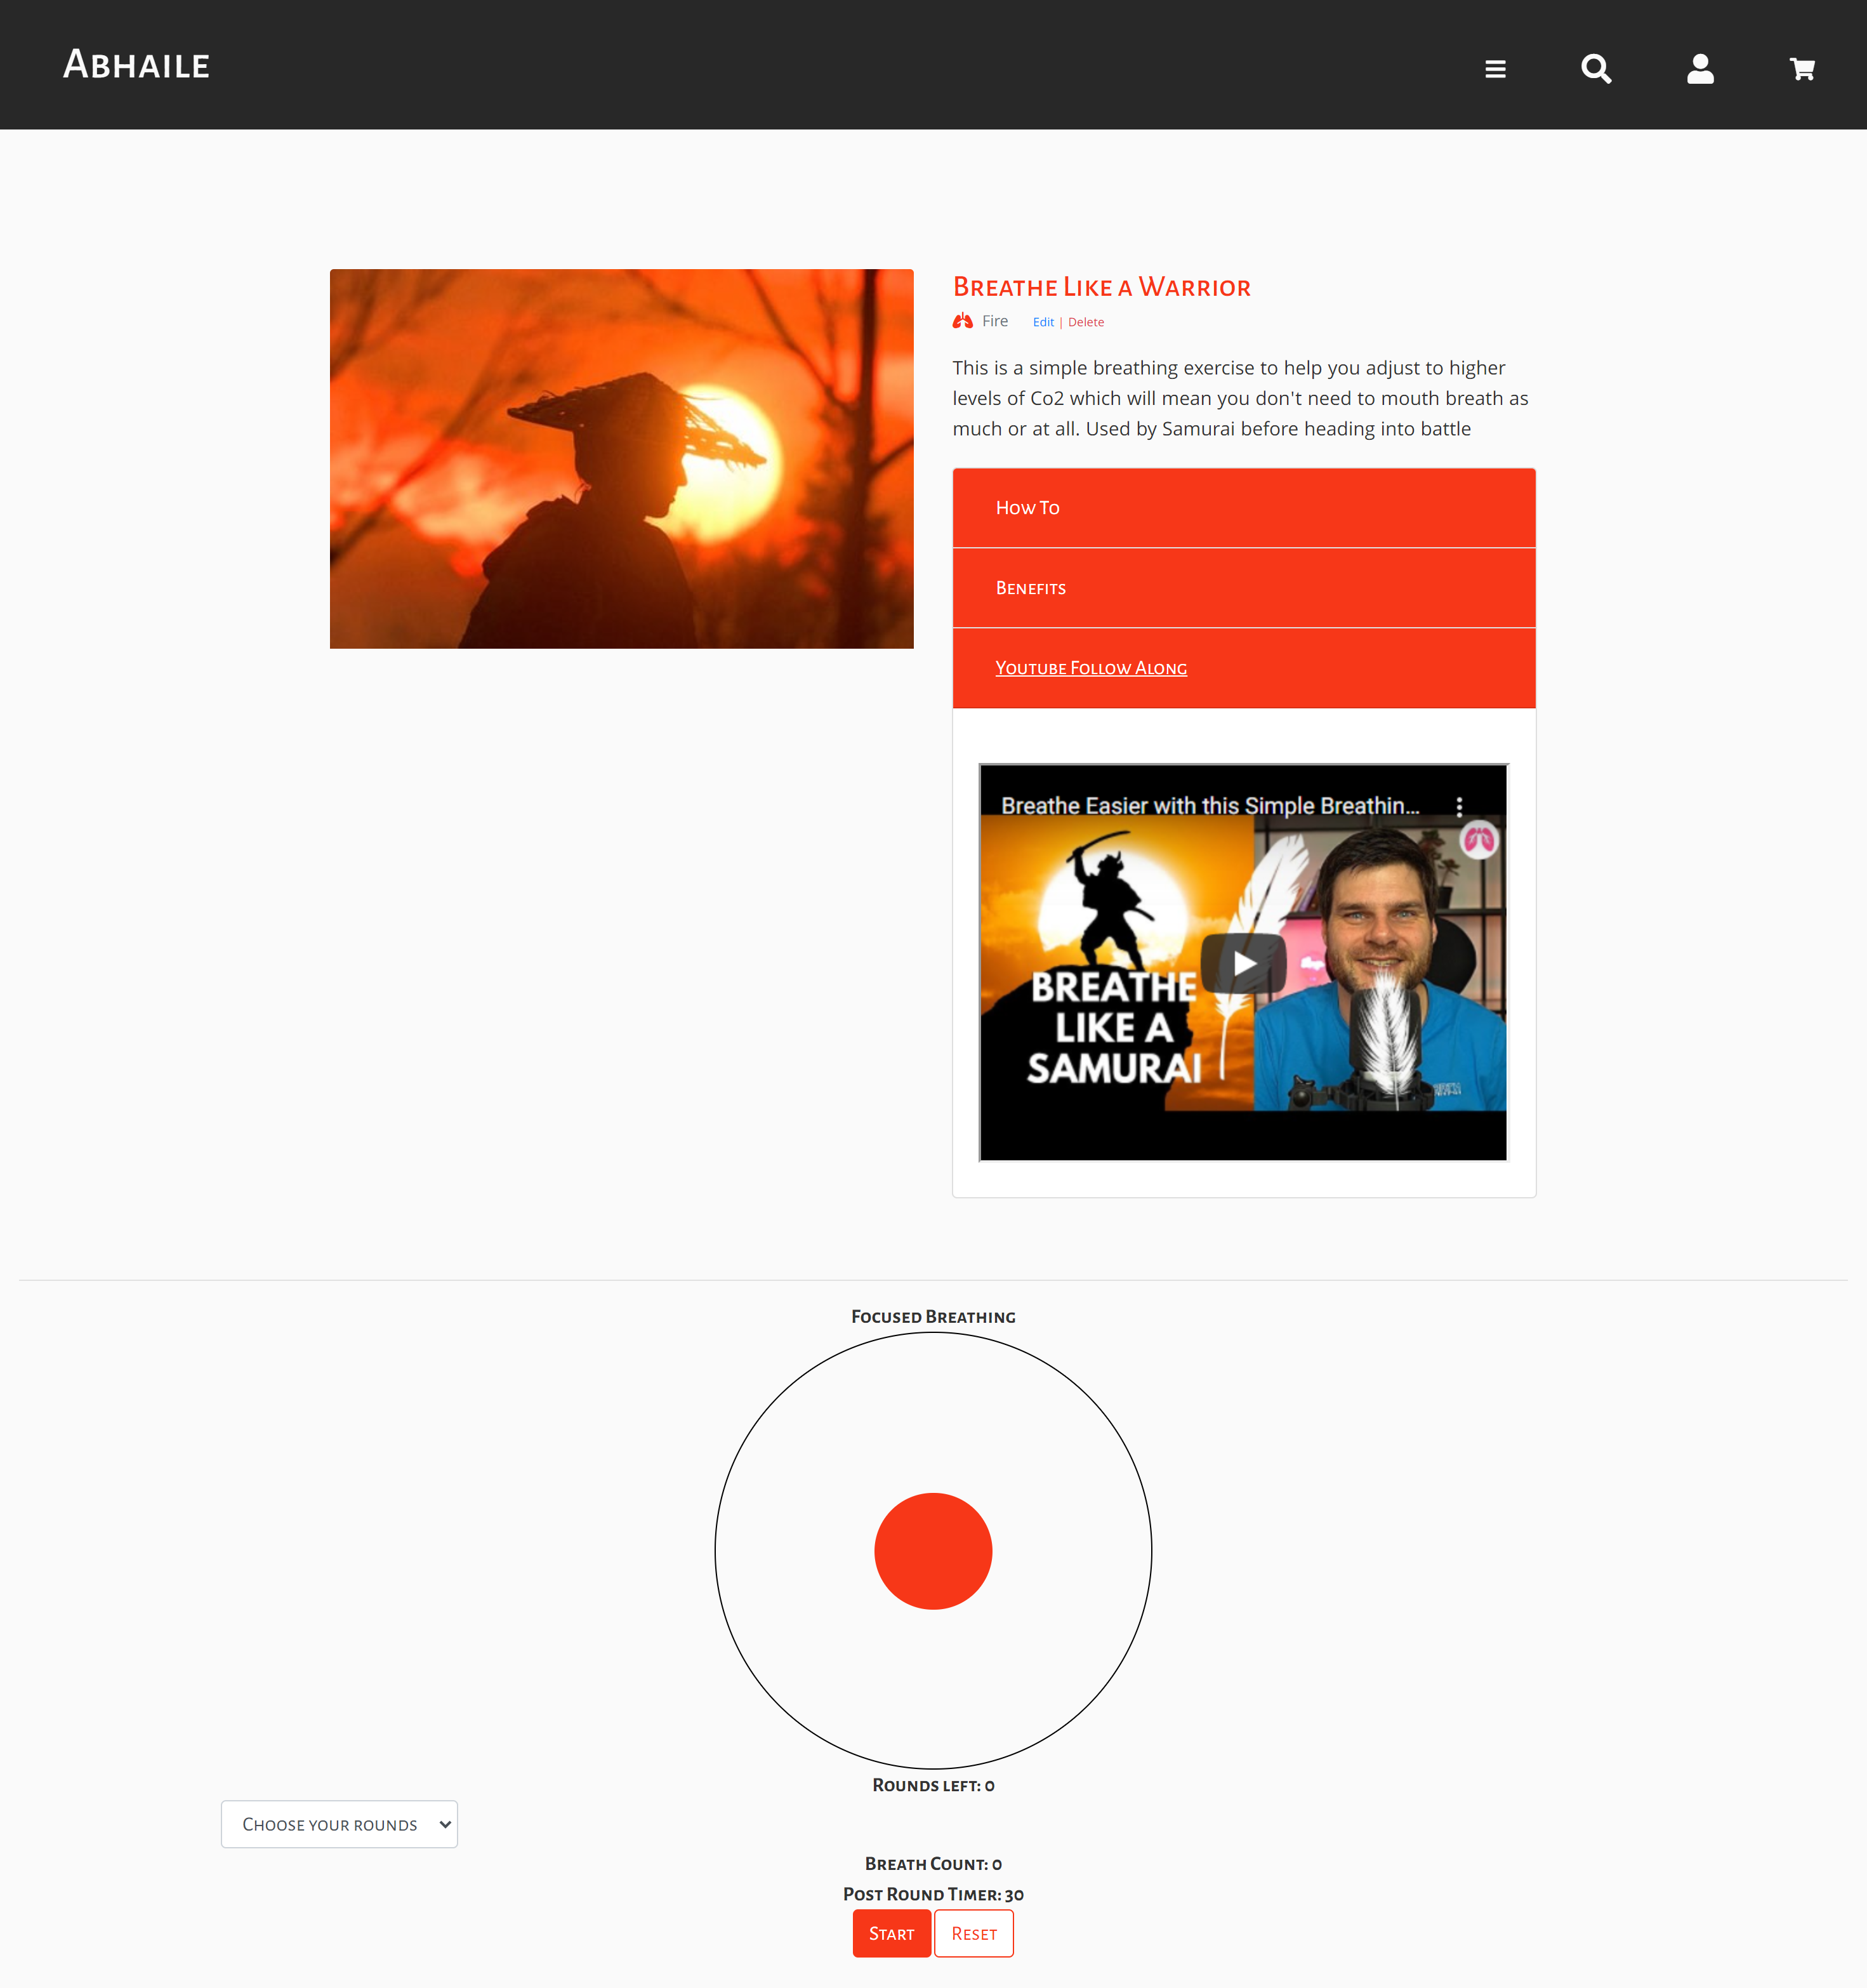 Abhaile
Breathe Like a Warrior
Fire Edit | Delete
This is a simple breathing exercise to help you adjust to higher
levels of Co2 which will mean you don't need to mouth breath as
much or at all. Used by Samurai before heading into battle
How To
Benefits
Youtube Follow Along
Breathe Easier with this Simple Breathin...
BREATHE
LIKE A
SAMURAI
Focused Breathing
Rounds left: 0
Choose your rounds
Breath Count: 0
Post Round Timer: 30
Start Reset